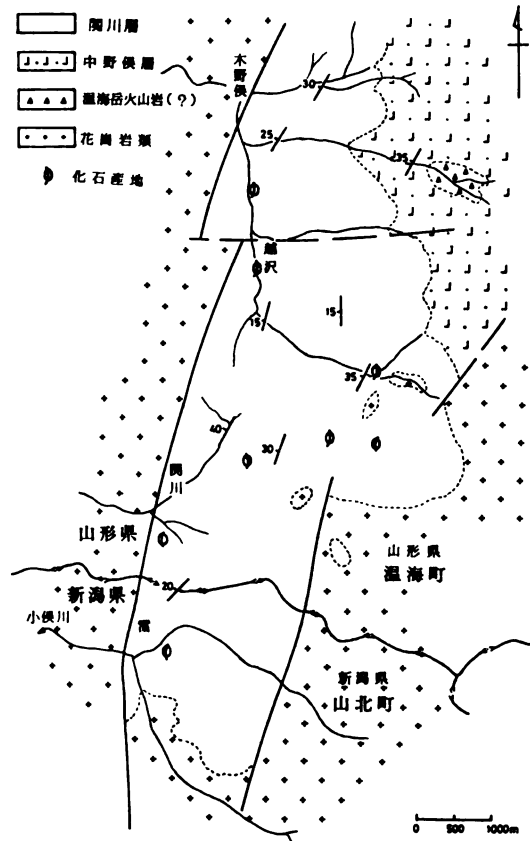 関川層
中野俣層
温海岳火山岩(?)
花崗岩類
化石産地
木野俣
30
25
35
越沢
15
15
35
40
30
関川
山形県
新潟県
20
小俣川
雷
山形県
温海町
新潟県
山北町
0 500 1000m